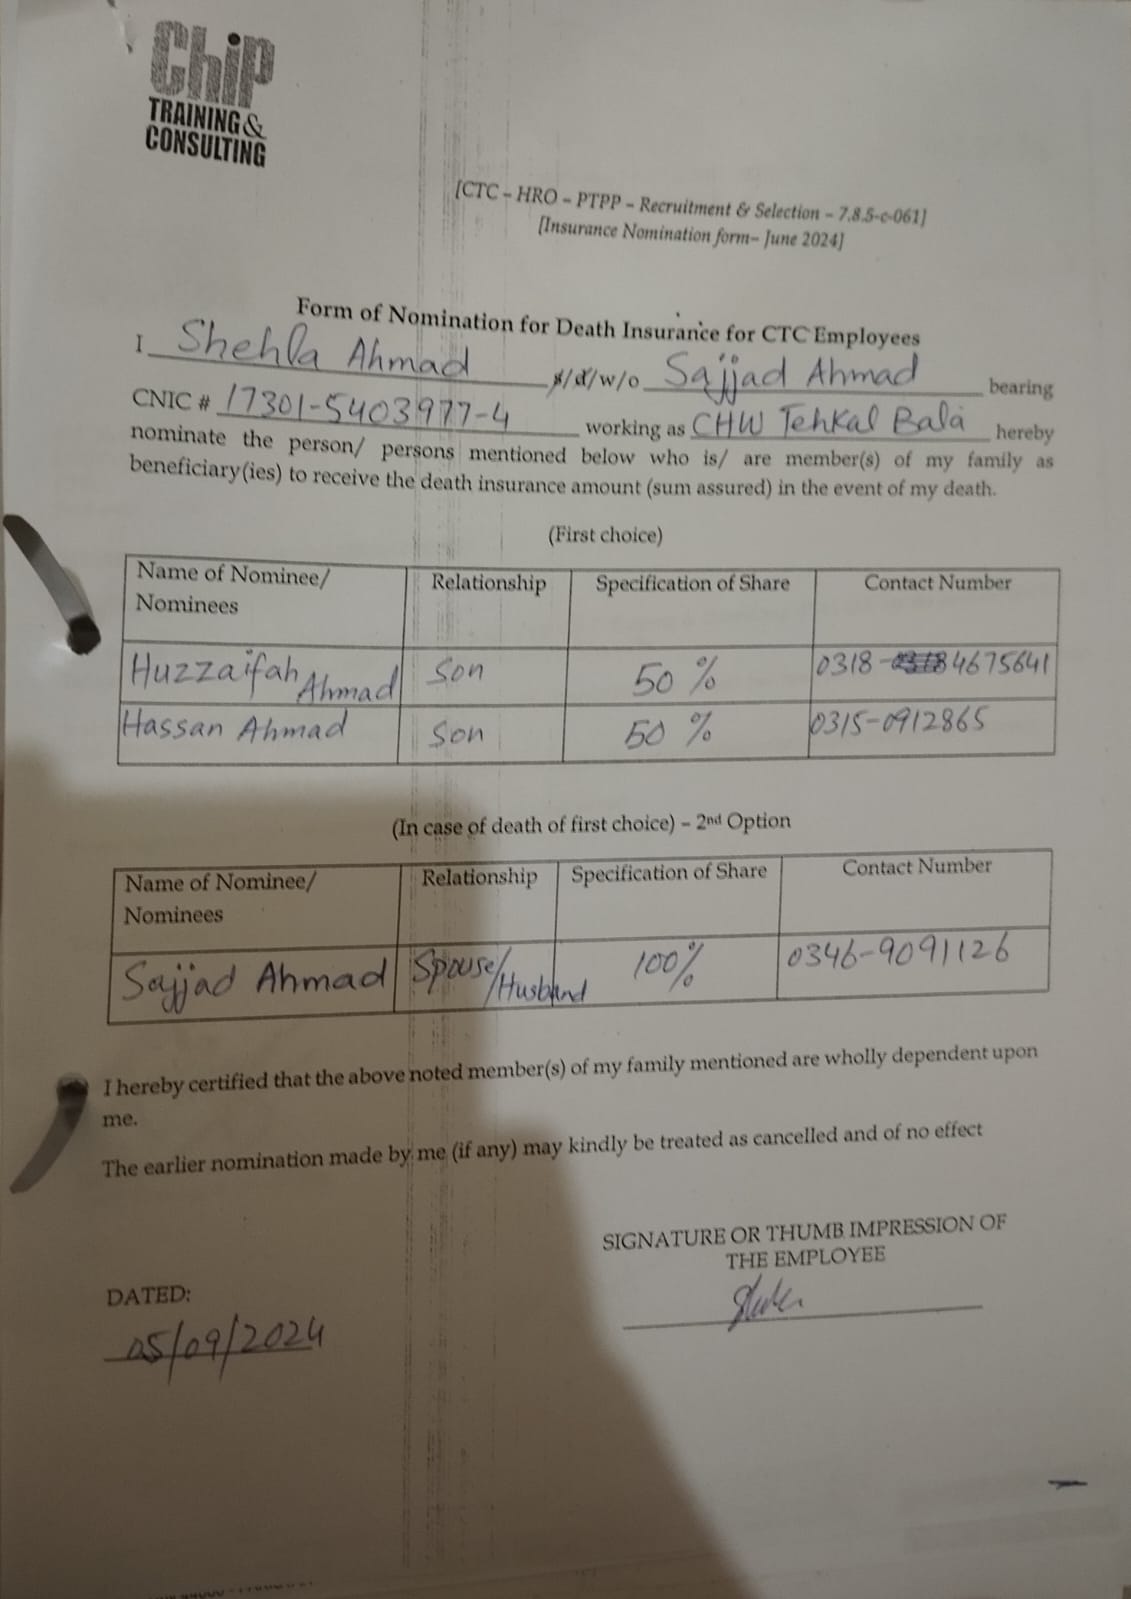 Chip
TRAINING &
CONSULTING
[CTC – HRO – PTPP – Recruitment & Selection – 7.8.5-c-061]
[Insurance Nomination form– June 2024]
Form of Nomination for Death Insurance for CTC Employees
I Shehla Ahmad s/d/w/o Sajjad Ahmad bearing
CNIC # 17301-5403977-4 working as CHW Tehkal Bala hereby
nominate the person/ persons mentioned below who is/ are member(s) of my family as
beneficiary(ies) to receive the death insurance amount (sum assured) in the event of my death.
(First choice)
Name of Nominee/ Relationship Specification of Share Contact Number
Nominees
Huzzaifah Ahmad son 50 % 0318-4675641
Hassan Ahmad son 50 % 0315-0912865
(In case of death of first choice) – 2nd Option
Name of Nominee/ Relationship Specification of Share Contact Number
Nominees
Sajjad Ahmad Spouse/Husband 100% 0346-9091126
I hereby certified that the above noted member(s) of my family mentioned are wholly dependent upon
me.
The earlier nomination made by me (if any) may kindly be treated as cancelled and of no effect
SIGNATURE OR THUMB IMPRESSION OF
THE EMPLOYEE
DATED:
05/09/2024